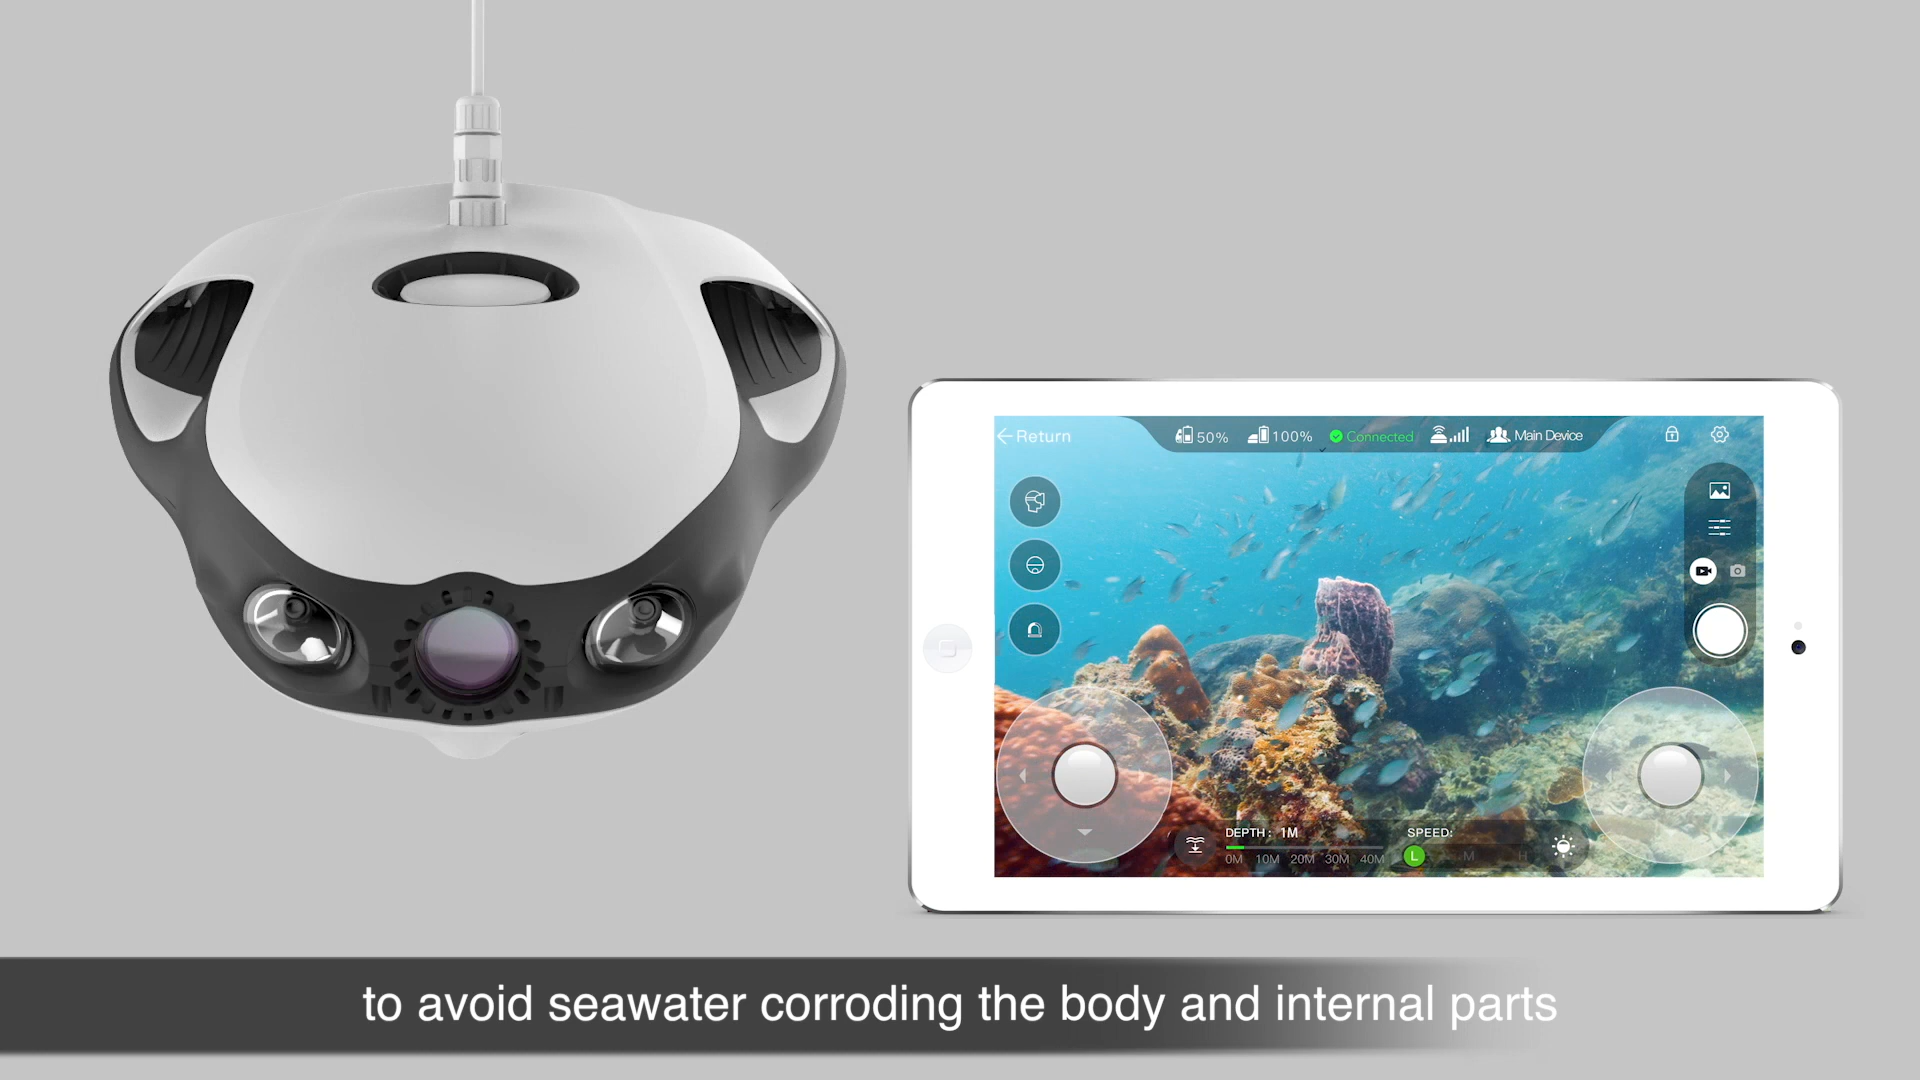 Return
50%
100%
Connected
Main Device
DEPTH: 1M
0M 10M 20M 30M 40M
SPEED:
L M H
to avoid seawater corroding the body and internal parts